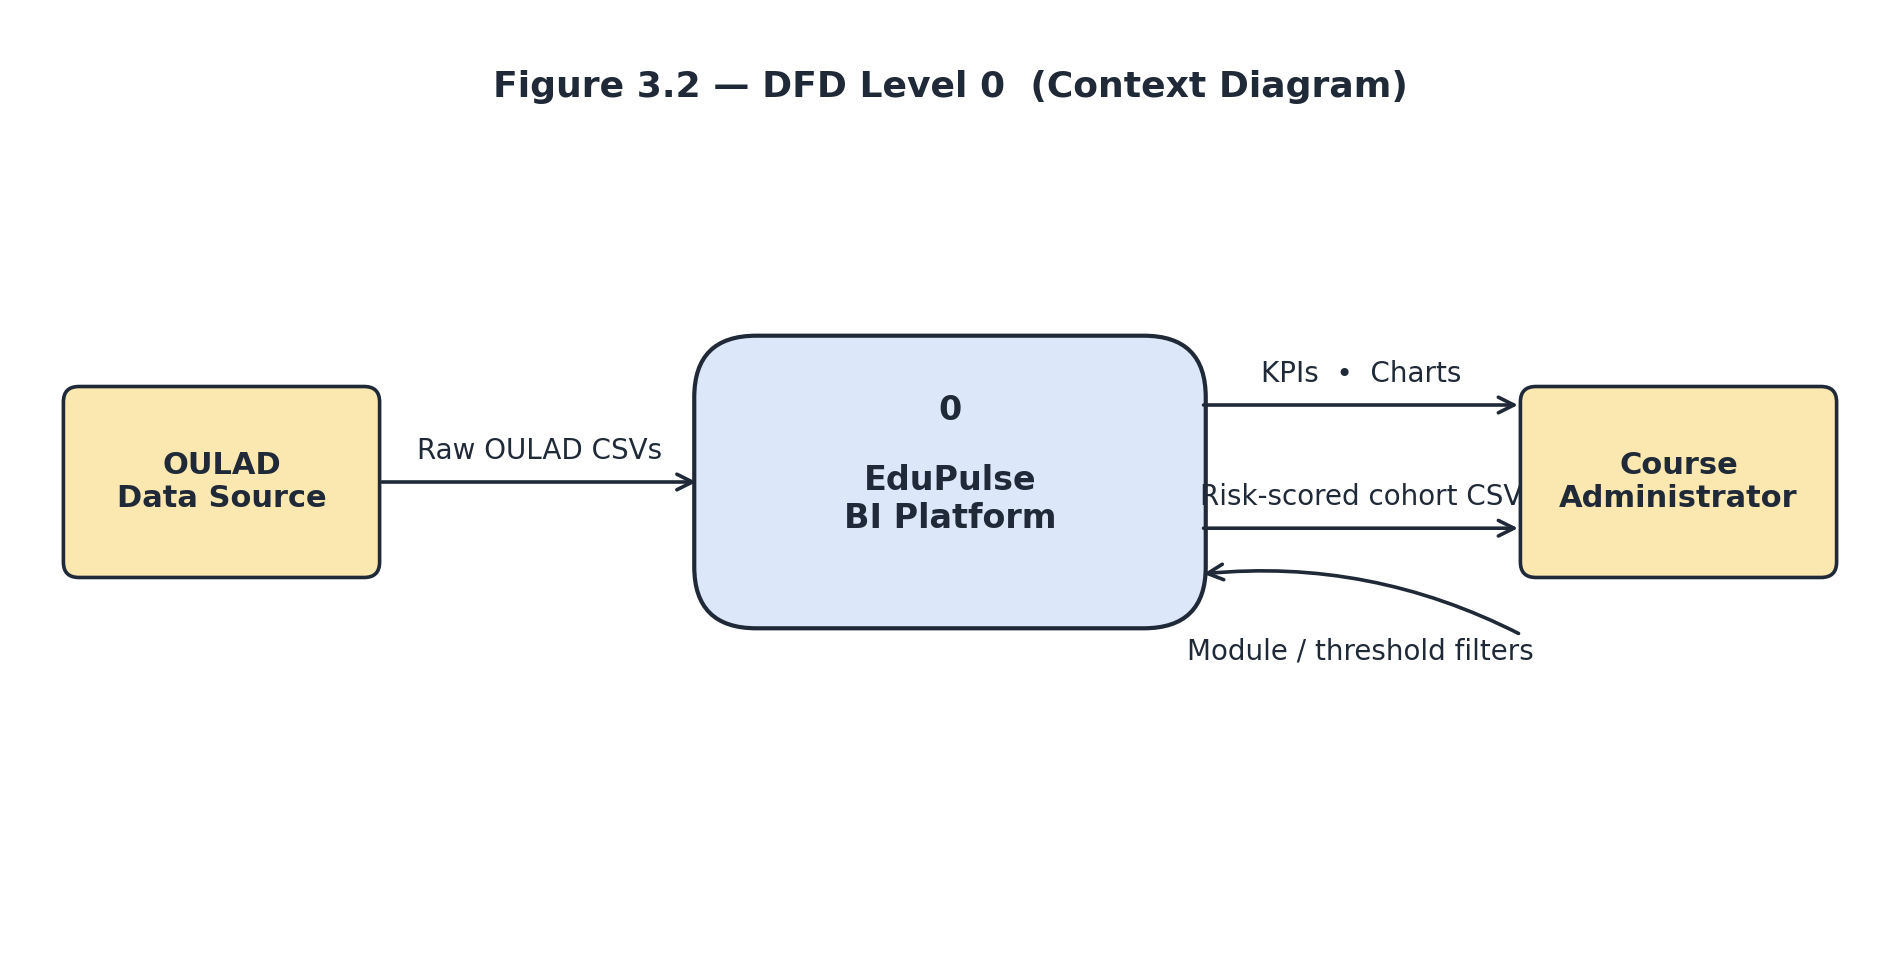 Figure 3.2 — DFD Level 0  (Context Diagram)
OULAD
Data Source
Raw OULAD CSVs
0
EduPulse
BI Platform
KPIs  •  Charts
Risk-scored cohort CSV
Module / threshold filters
Course
Administrator